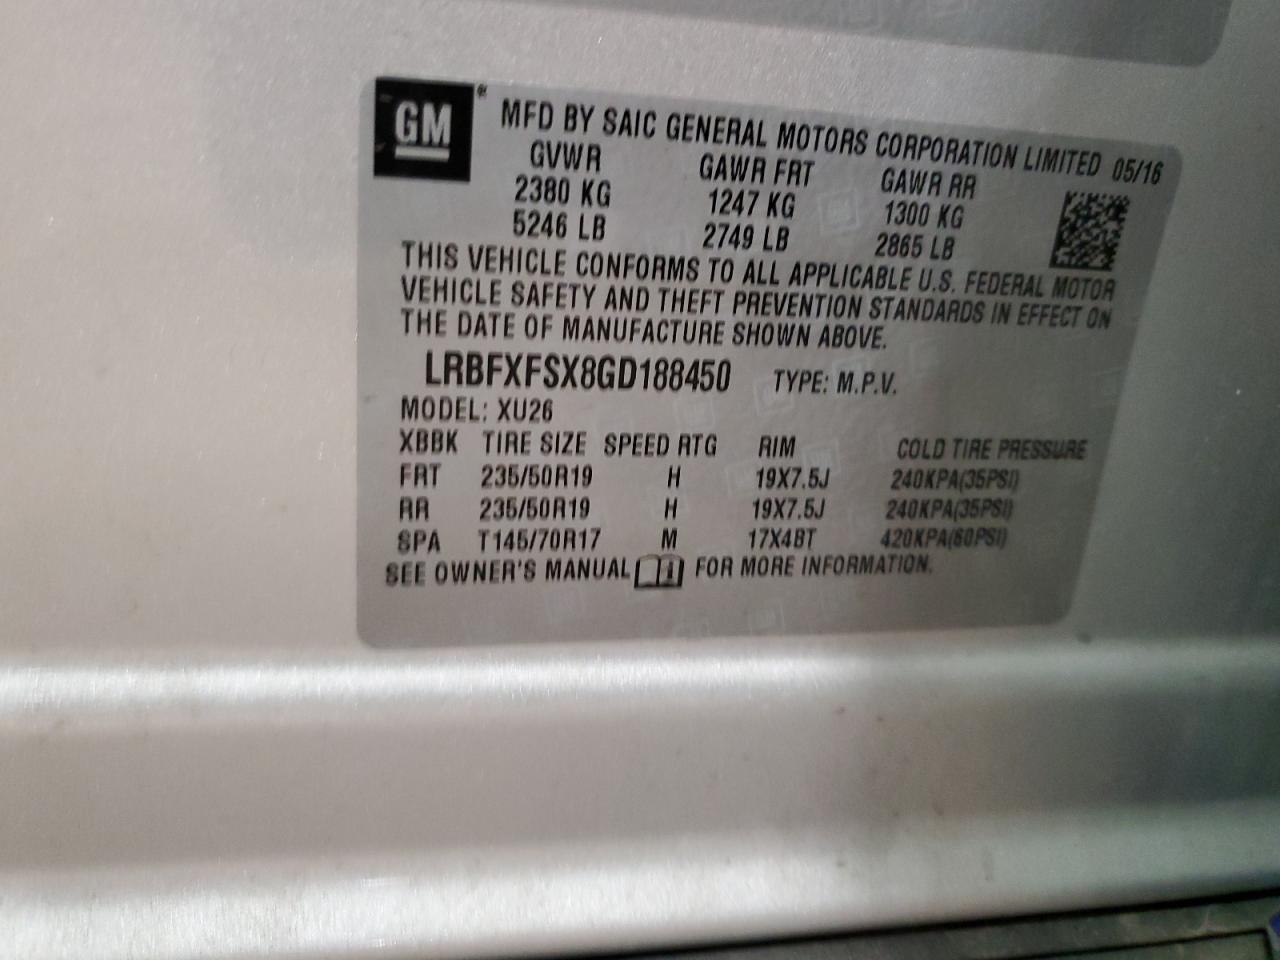 GM® MFD BY SAIC GENERAL MOTORS CORPORATION LIMITED 05/16
GVWR GAWR FRT GAWR RR
2380 KG 1247 KG 1300 KG
5246 LB 2749 LB 2865 LB
THIS VEHICLE CONFORMS TO ALL APPLICABLE U.S. FEDERAL MOTOR
VEHICLE SAFETY AND THEFT PREVENTION STANDARDS IN EFFECT ON
THE DATE OF MANUFACTURE SHOWN ABOVE.
LRBFXFSX8GD188450 TYPE: M.P.V.
MODEL: XU26
XBBK TIRE SIZE SPEED RTG RIM COLD TIRE PRESSURE
FRT 235/50R19 H 19X7.5J 240KPA(35PSI)
RR 235/50R19 H 19X7.5J 240KPA(35PSI)
SPA T145/70R17 M 17X4BT 420KPA(60PSI)
SEE OWNER'S MANUAL FOR MORE INFORMATION.